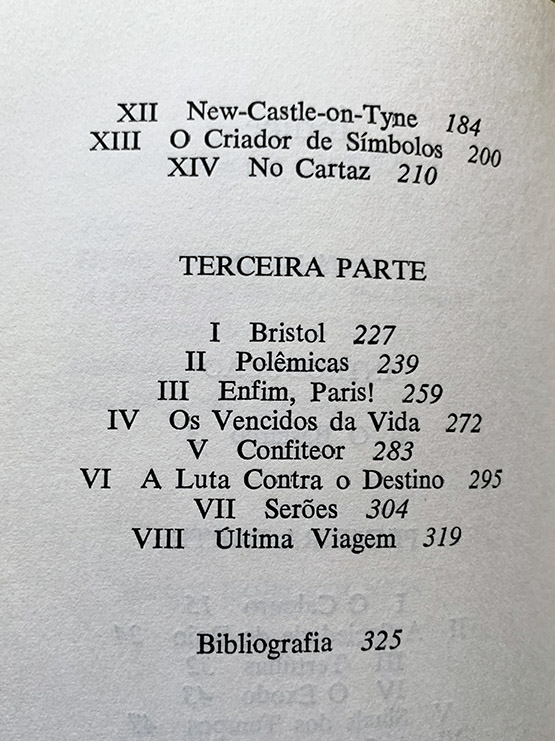 XII New-Castle-on-Tyne 184
XIII O Criador de Símbolos 200
XIV No Cartaz 210
TERCEIRA PARTE
I Bristol 227
II Polêmicas 239
III Enfim, Paris! 259
IV Os Vencidos da Vida 272
V Confiteor 283
VI A Luta Contra o Destino 295
VII Serões 304
VIII Última Viagem 319
Bibliografia 325